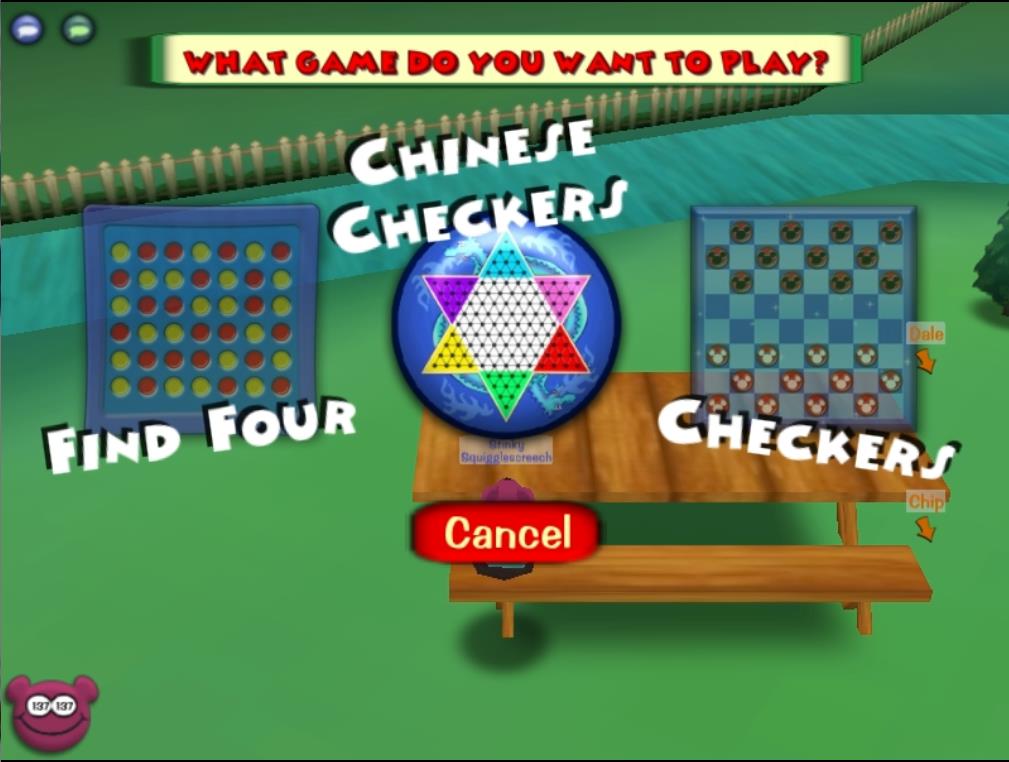 WHAT GAME DO YOU WANT TO PLAY?
CHINESE
CHECKERS
FIND FOUR
CHECKERS
Dale
Stinky
Squigglescreech
Chip
Cancel
137 137